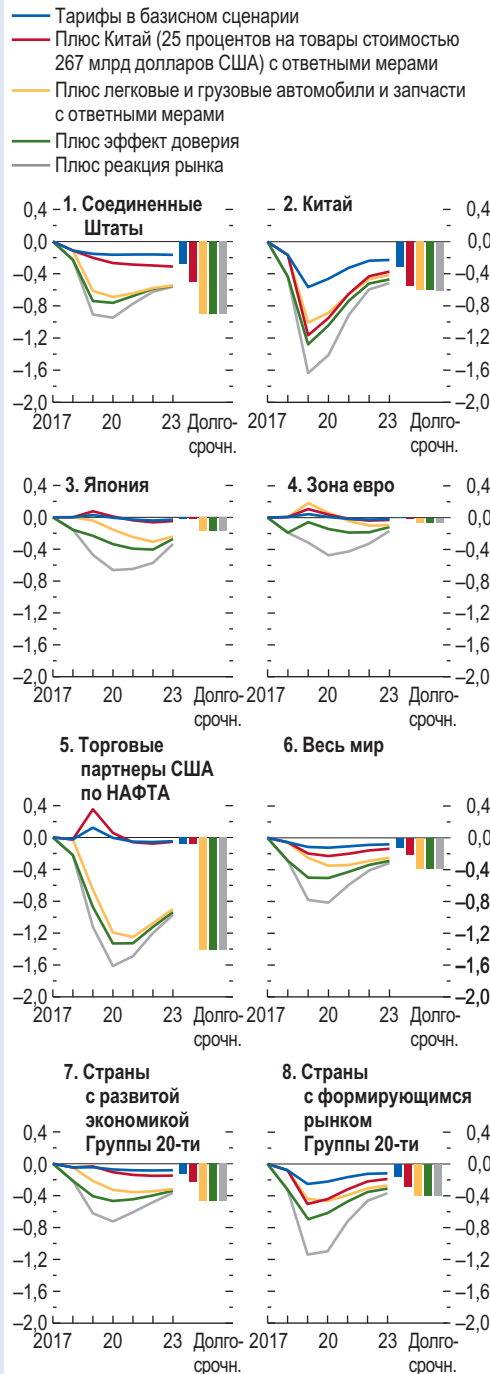 Тарифы в базисном сценарии
Плюс Китай (25 процентов на товары стоимостью
267 млрд долларов США) с ответными мерами
Плюс легковые и грузовые автомобили и запчасти
с ответными мерами
Плюс эффект доверия
Плюс реакция рынка
1. Соединенные
Штаты
0,4
0,0
–0,4
–0,8
–1,2
–1,6
–2,0
2017 20 23 Долго-
срочн.
2. Китай
0,4
0,0
–0,4
–0,8
–1,2
–1,6
–2,0
2017 20 23 Долго-
срочн.
3. Япония
0,4
0,0
–0,4
–0,8
–1,2
–1,6
–2,0
2017 20 23 Долго-
срочн.
4. Зона евро
0,4
0,0
–0,4
–0,8
–1,2
–1,6
–2,0
2017 20 23 Долго-
срочн.
5. Торговые
партнеры США
по НАФТА
0,4
0,0
–0,4
–0,8
–1,2
–1,6
–2,0
2017 20 23 Долго-
срочн.
6. Весь мир
0,4
0,0
–0,4
–0,8
–1,2
–1,6
–2,0
2017 20 23 Долго-
срочн.
7. Страны
с развитой
экономикой
Группы 20-ти
0,4
0,0
–0,4
–0,8
–1,2
–1,6
–2,0
2017 20 23 Долго-
срочн.
8. Страны
с формирующимся
рынком
Группы 20-ти
0,4
0,0
–0,4
–0,8
–1,2
–1,6
–2,0
2017 20 23 Долго-
срочн.